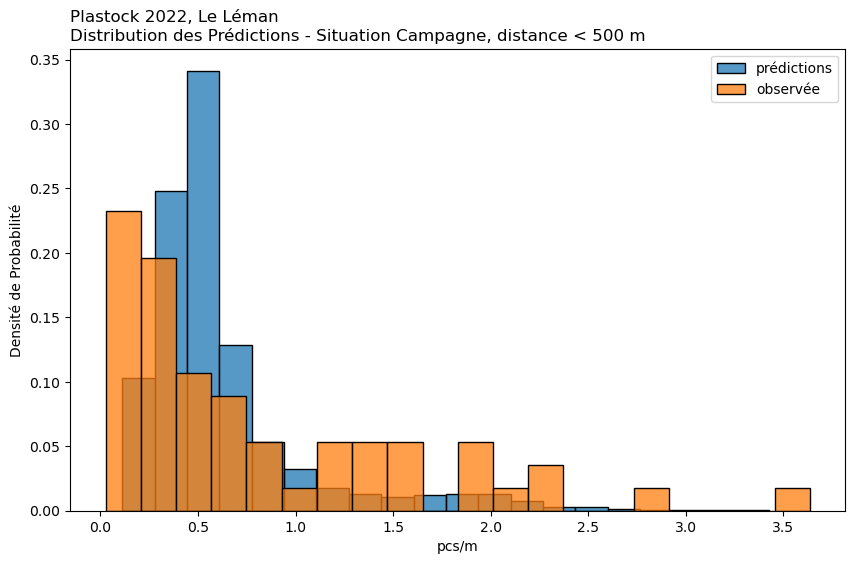 Plastock 2022, Le Léman
Distribution des Prédictions - Situation Campagne, distance < 500 m
prédictions
observée
Densité de Probabilité
0.35
0.30
0.25
0.20
0.15
0.10
0.05
0.00
0.0 0.5 1.0 1.5 2.0 2.5 3.0 3.5
pcs/m